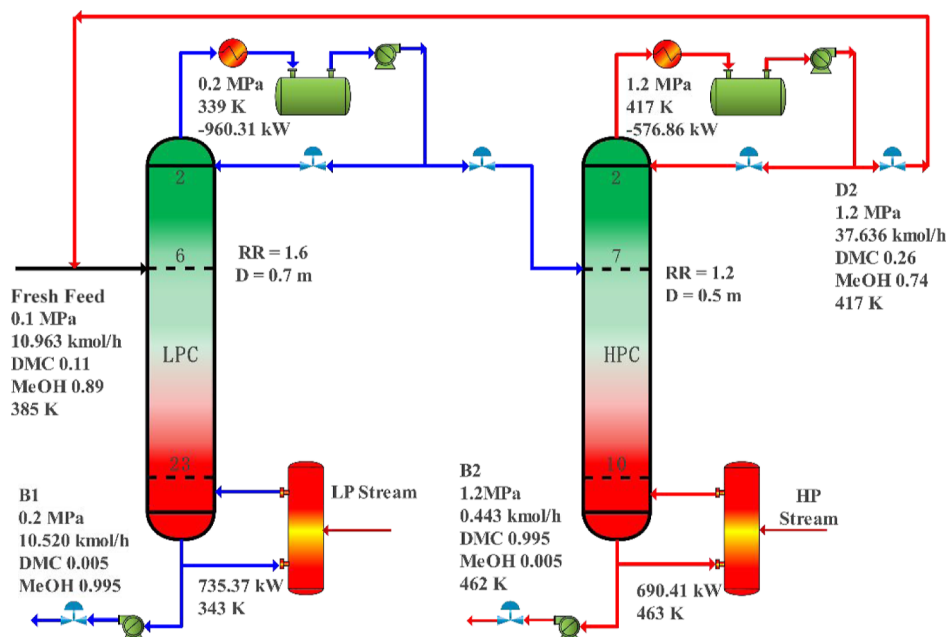 0.2 MPa
339 K
-960.31 kW
1.2 MPa
417 K
-576.86 kW
2
2
D2
1.2 MPa
37.636 kmol/h
DMC 0.26
MeOH 0.74
417 K
6
RR = 1.6
D = 0.7 m
7
RR = 1.2
D = 0.5 m
Fresh Feed
0.1 MPa
10.963 kmol/h
DMC 0.11
MeOH 0.89
385 K
LPC
HPC
23
10
B1
0.2 MPa
10.520 kmol/h
DMC 0.005
MeOH 0.995
LP Stream
735.37 kW
343 K
B2
1.2MPa
0.443 kmol/h
DMC 0.995
MeOH 0.005
462 K
HP
Stream
690.41 kW
463 K